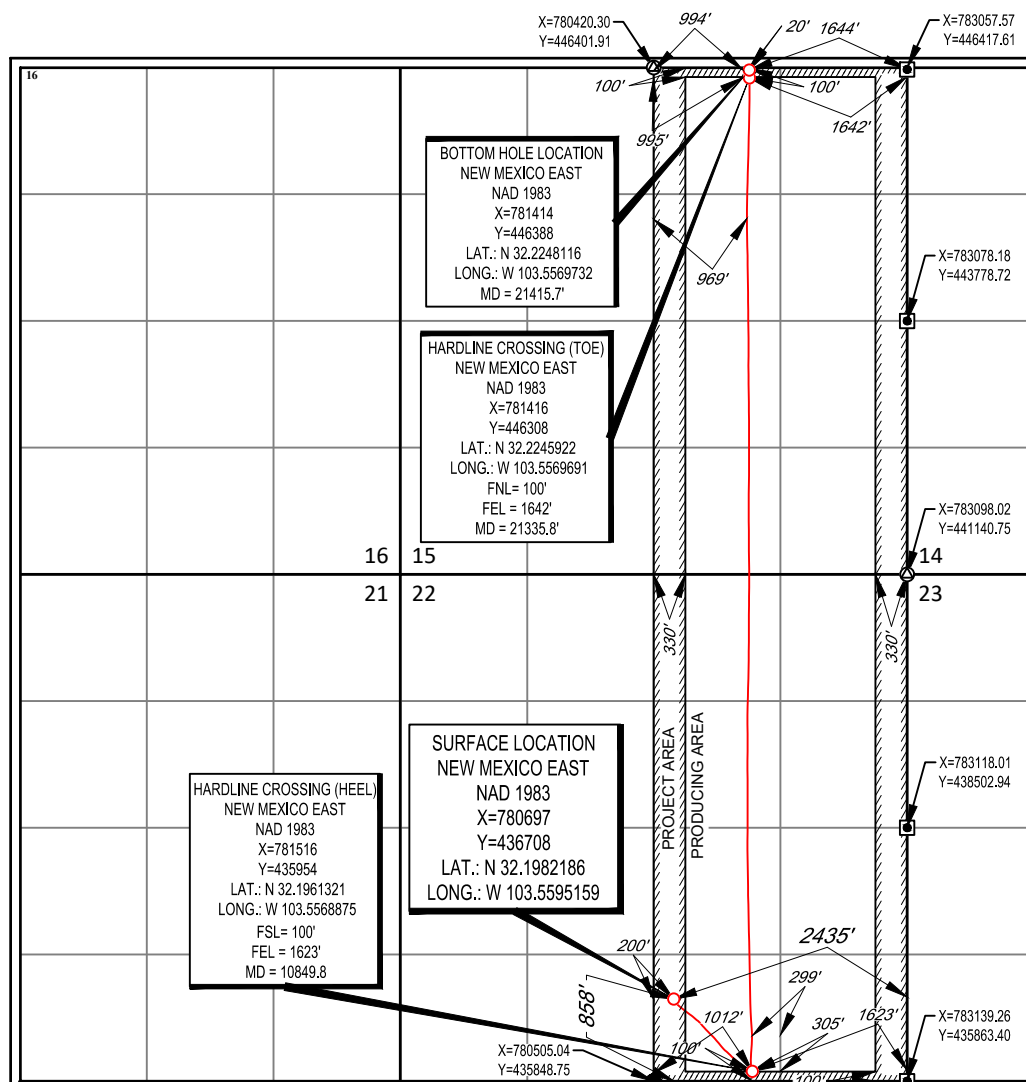 X=780420.30
Y=446401.91
994'
20'
1644'
X=783057.57
Y=446417.61
16
100'
100'
1642'
995'
BOTTOM HOLE LOCATION
NEW MEXICO EAST
NAD 1983
X=781414
Y=446388
LAT.: N 32.2248116
LONG.: W 103.5569732
MD = 21415.7'
969'
X=783078.18
Y=443778.72
HARDLINE CROSSING (TOE)
NEW MEXICO EAST
NAD 1983
X=781416
Y=446308
LAT.: N 32.2245922
LONG.: W 103.5569691
FNL= 100'
FEL = 1642'
MD = 21335.8'
X=783098.02
Y=441140.75
16 15
14
21 22
23
330'
330'
PROJECT AREA
PRODUCING AREA
SURFACE LOCATION
NEW MEXICO EAST
NAD 1983
X=780697
Y=436708
LAT.: N 32.1982186
LONG.: W 103.5595159
X=783118.01
Y=438502.94
HARDLINE CROSSING (HEEL)
NEW MEXICO EAST
NAD 1983
X=781516
Y=435954
LAT.: N 32.1961321
LONG.: W 103.5568875
FSL= 100'
FEL = 1623'
MD = 10849.8
200'
2435'
299'
858'
1012'
305'
1623'
100'
X=783139.26
Y=435863.40
X=780505.04
Y=435848.75
100'